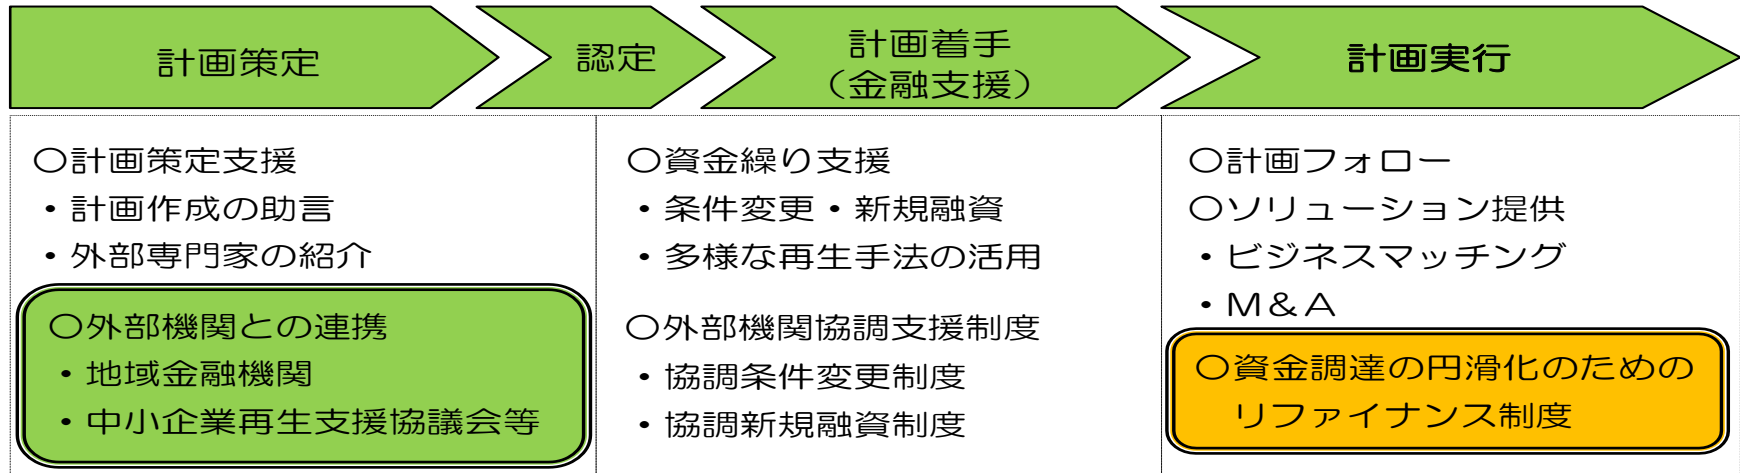 計画策定
認定
計画着手
（金融支援）
計画実行
〇計画策定支援
・計画作成の助言
・外部専門家の紹介
〇外部機関との連携
・地域金融機関
・中小企業再生支援協議会等
〇資金繰り支援
・条件変更・新規融資
・多様な再生手法の活用
〇外部機関協調支援制度
・協調条件変更制度
・協調新規融資制度
〇計画フォロー
〇ソリューション提供
・ビジネスマッチング
・Ｍ＆Ａ
〇資金調達の円滑化のための
リファイナンス制度